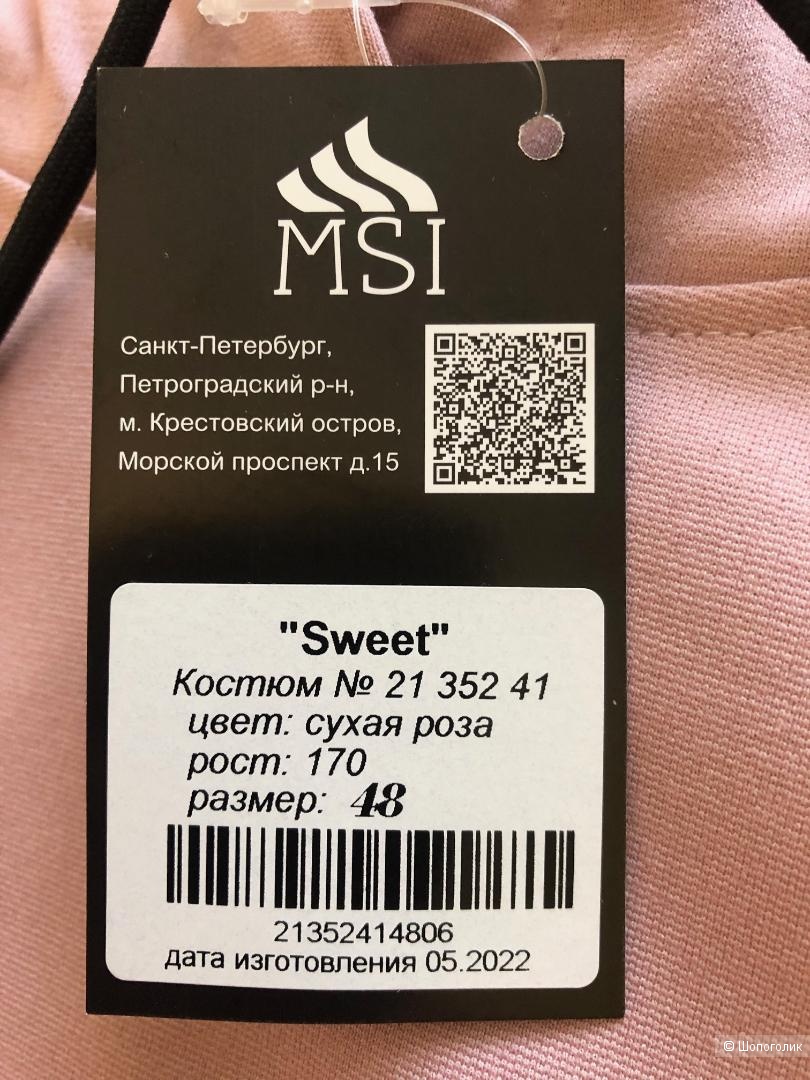 MSI
Санкт-Петербург,
Петроградский р-н,
м. Крестовский остров,
Морской проспект д.15
"Sweet"
Костюм № 21 352 41
цвет: сухая роза
рост: 170
размер: 48
21352414806
дата изготовления 05.2022
© Шопоголик